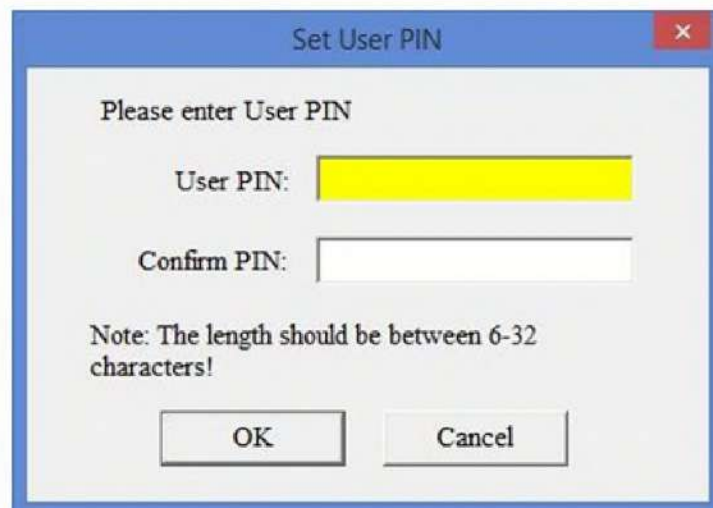 Set User PIN
Please enter User PIN
User PIN:
Confirm PIN:
Note: The length should be between 6-32
characters!
OK
Cancel